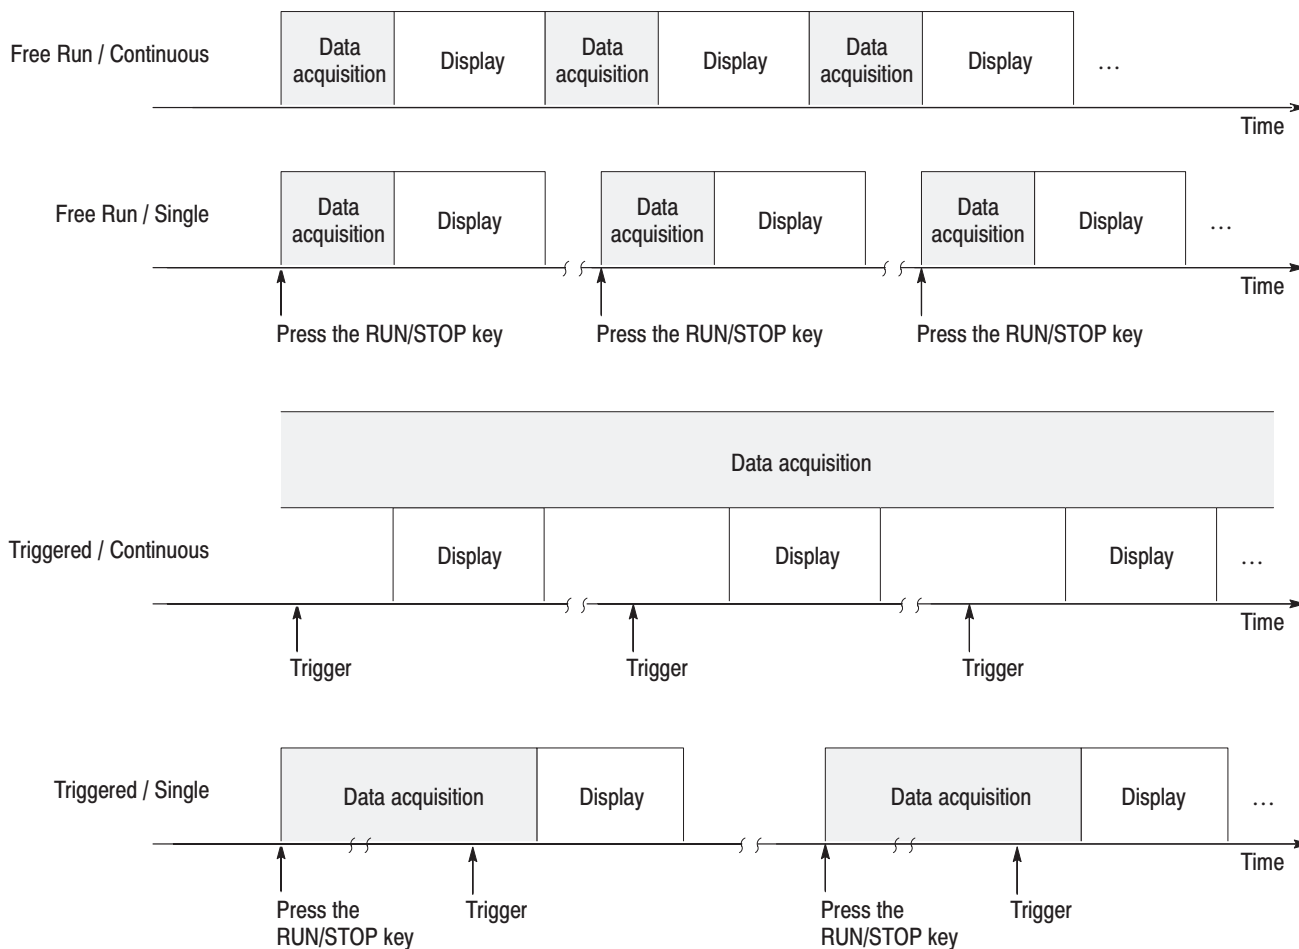 Free Run / Continuous
Data
acquisition
Display
Data
acquisition
Display
Data
acquisition
Display
…
Time
Free Run / Single
Data
acquisition
Display
Data
acquisition
Display
Data
acquisition
Display
…
Time
Press the RUN/STOP key
Press the RUN/STOP key
Press the RUN/STOP key
Data acquisition
Triggered / Continuous
Display
Display
Display
…
Time
Trigger
Trigger
Trigger
Triggered / Single
Data acquisition
Display
Data acquisition
Display
…
Time
Press the
RUN/STOP key
Trigger
Press the
RUN/STOP key
Trigger